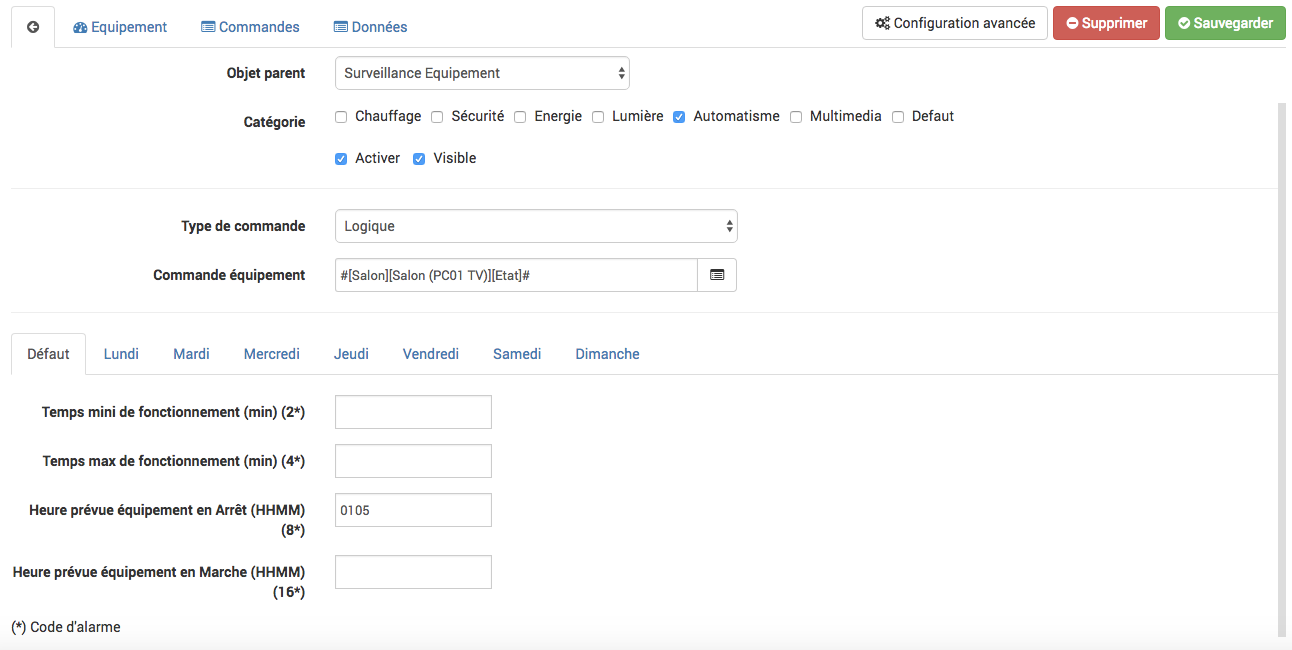 Equipement Commandes Données Configuration avancée Supprimer Sauvegarder
Objet parent Surveillance Equipement
Catégorie Chauffage Sécurité Energie Lumière Automatisme Multimedia Defaut
Activer Visible
Type de commande Logique
Commande équipement #[Salon][Salon (PC01 TV)][Etat]#
Défaut Lundi Mardi Mercredi Jeudi Vendredi Samedi Dimanche
Temps mini de fonctionnement (min) (2*)
Temps max de fonctionnement (min) (4*)
Heure prévue équipement en Arrêt (HHMM) 0105
(8*)
Heure prévue équipement en Marche (HHMM)
(16*)
(*) Code d'alarme